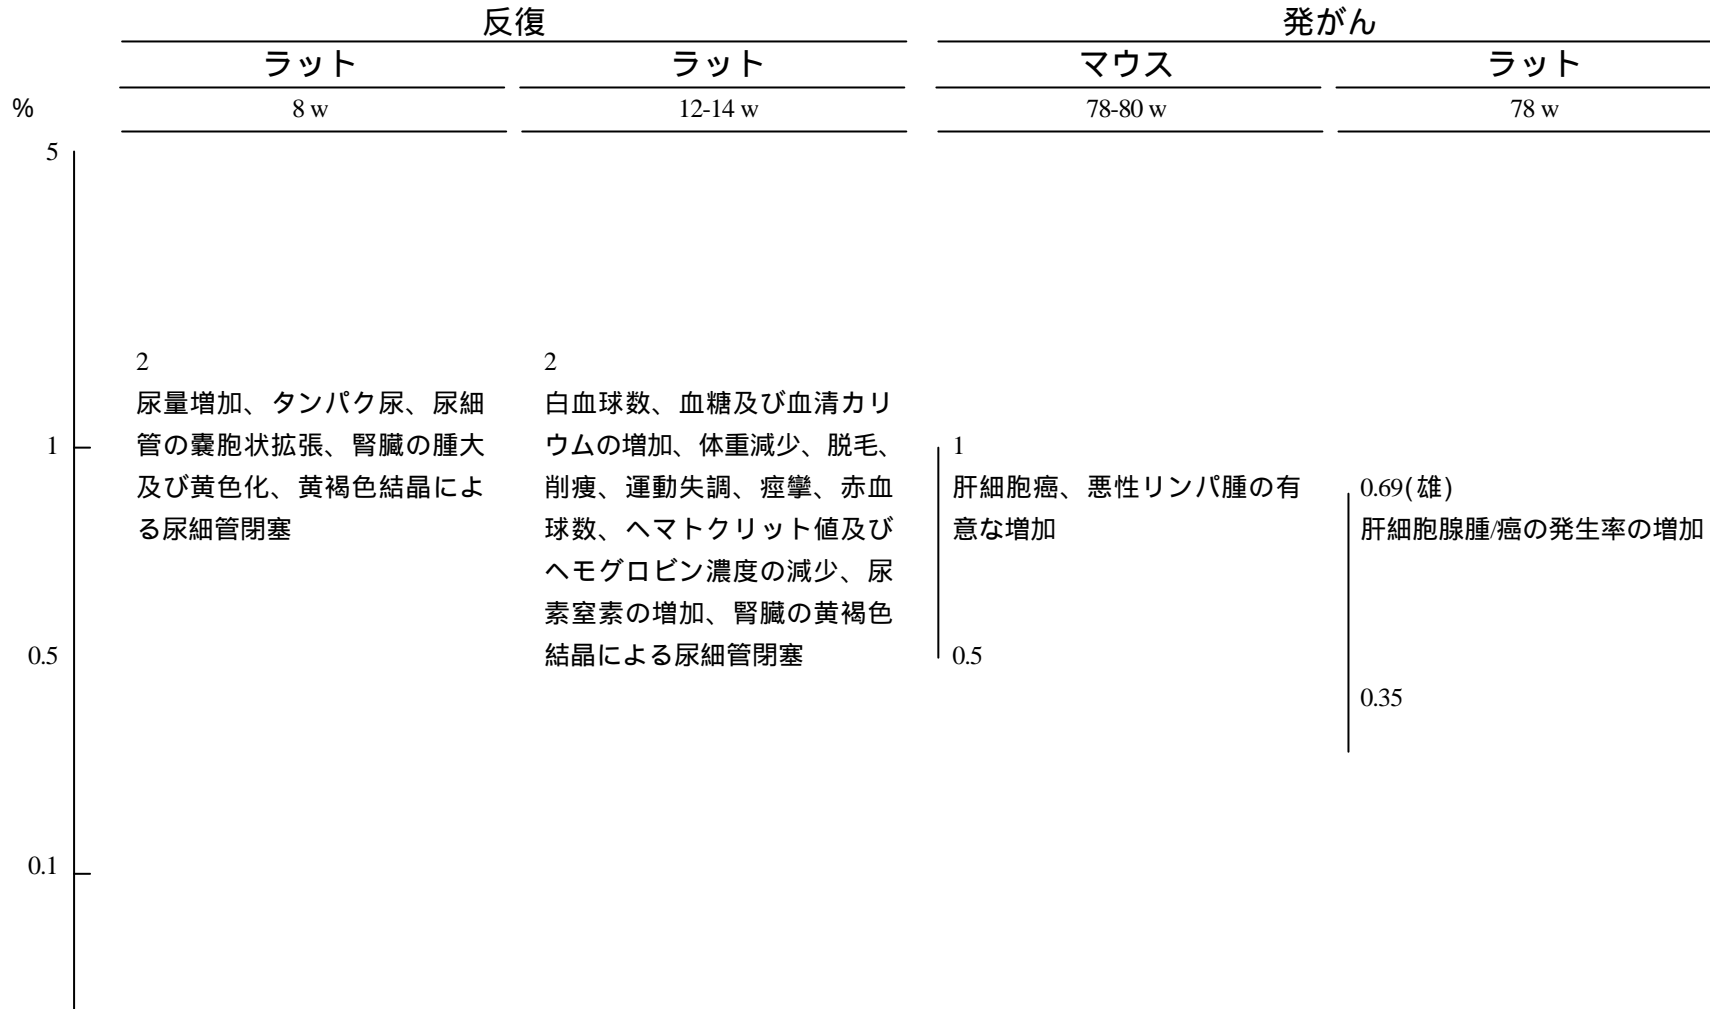 反復
発がん
ラット
ラット
マウス
ラット
%
8 w
12-14 w
78-80 w
78 w
5
2
尿量増加、タンパク尿、尿細
管の嚢胞状拡張、腎臓の腫大
及び黄色化、黄褐色結晶によ
る尿細管閉塞
2
白血球数、血糖及び血清カリ
ウムの増加、体重減少、脱毛、
削痩、運動失調、痙攣、赤血
球数、ヘマトクリット値及び
ヘモグロビン濃度の減少、尿
素窒素の増加、腎臓の黄褐色
結晶による尿細管閉塞
1
1
肝細胞癌、悪性リンパ腫の有
意な増加
0.69(雄)
肝細胞腺腫/癌の発生率の増加
0.5
0.5
0.35
0.1